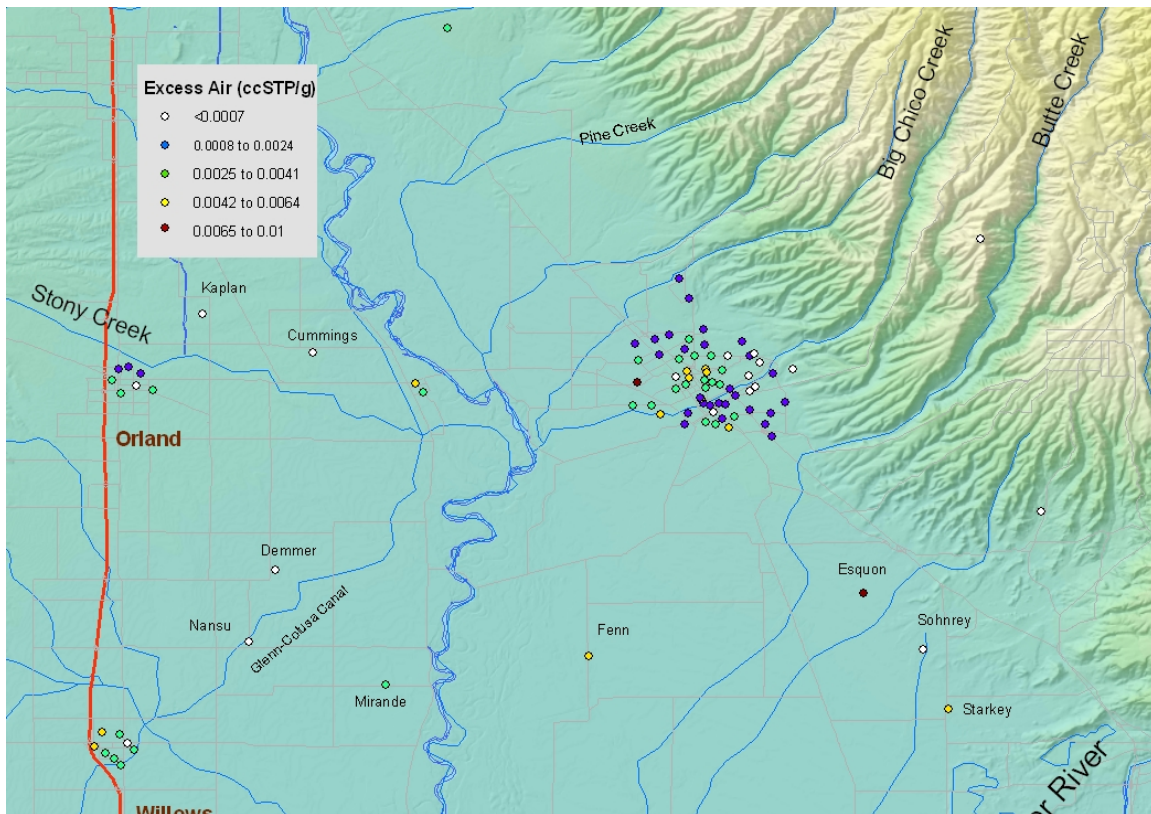 Excess Air (ccSTP/g)
<0.0007
0.0008 to 0.0024
0.0025 to 0.0041
0.0042 to 0.0064
0.0065 to 0.01
Pine Creek
Big Chico Creek
Butte Creek
Kaplan
Stony Creek
Cummings
Orland
Demmer
Esquon
Nansu
Glenn-Colusa Canal
Fenn
Sohnrey
Mirande
Starkey
Willows
er River